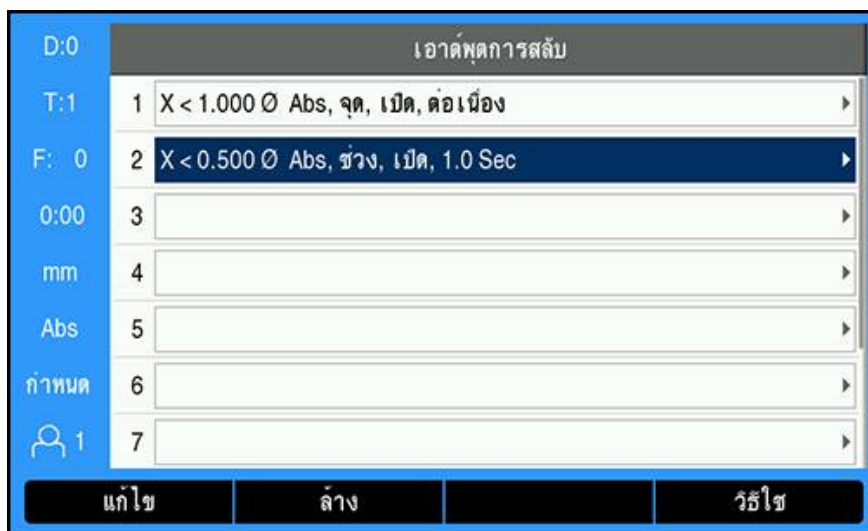 D:0
เอาต์พุตการสลับ
T:1
1 X < 1.000 Ø Abs, จุด, เปิด, ต่อเนื่อง
F: 0
2 X < 0.500 Ø Abs, ช่วง, เปิด, 1.0 Sec
0:00
3
mm
4
Abs
5
กำหนด
6
1
7
แก้ไข ล้าง วิธีใช้